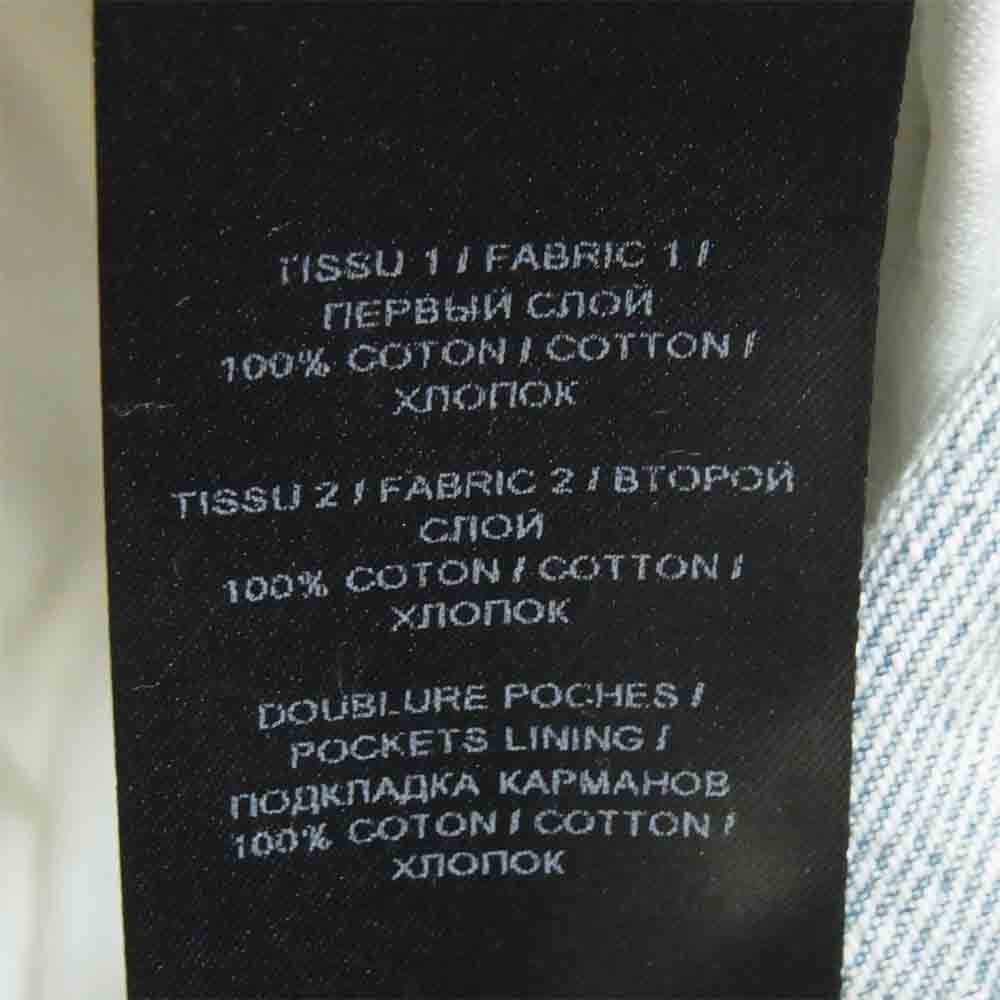 TISSU 1 / FABRIC 1 /
ПЕРВЫЙ СЛОЙ
100% COTON / COTTON /
ХЛОПОК
TISSU 2 / FABRIC 2 / ВТОРОЙ
СЛОЙ
100% COTON / COTTON /
ХЛОПОК
DOUBLURE POCHES /
POCKETS LINING /
ПОДКЛАДКА КАРМАНОВ
100% COTON / COTTON /
ХЛОПОК